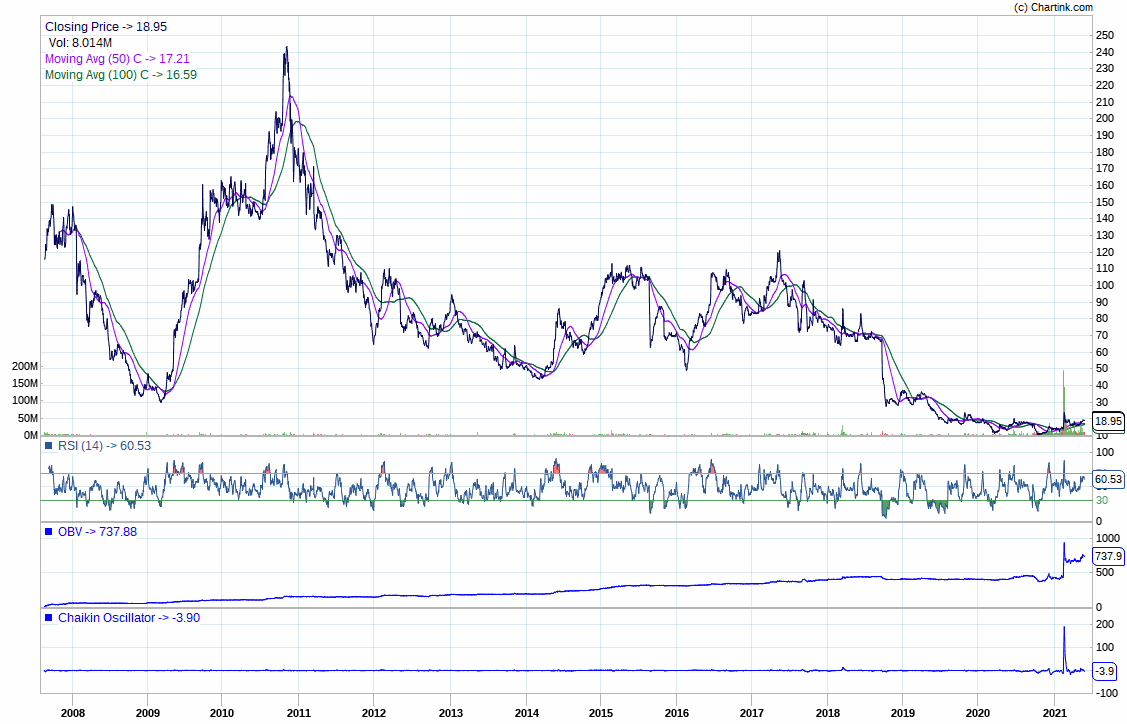 (c) Chartink.com
Closing Price -> 18.95
Vol: 8.014M
Moving Avg (50) C -> 17.21
Moving Avg (100) C -> 16.59
250
240
230
220
210
200
190
180
170
160
150
140
130
120
110
100
90
80
70
60
50
40
30
18.95
10
200M
150M
100M
50M
0M
RSI (14) -> 60.53
100
60.53
30
0
OBV -> 737.88
1000
737.9
500
0
Chaikin Oscillator -> -3.90
200
100
-3.9
-100
2008 2009 2010 2011 2012 2013 2014 2015 2016 2017 2018 2019 2020 2021